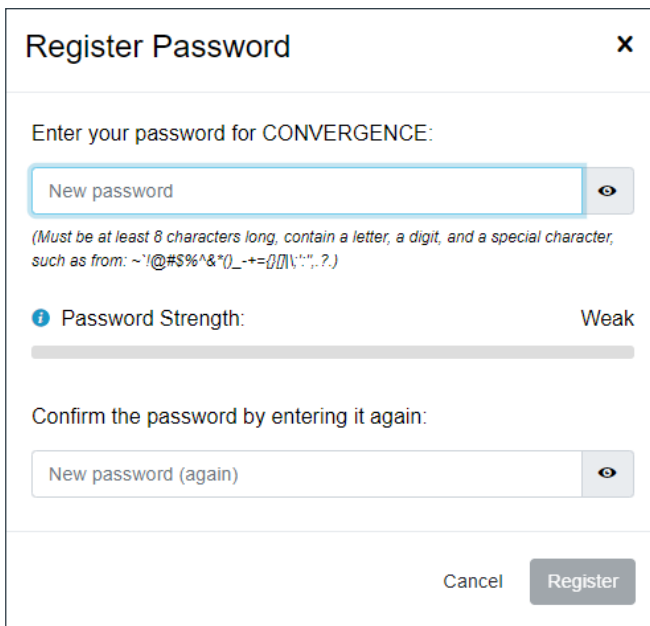 Register Password
Enter your password for CONVERGENCE:
New password
(Must be at least 8 characters long, contain a letter, a digit, and a special character,
such as from: ~`!@#$%^&*()_-+={}[]|\;':",.?.)
Password Strength: Weak
Confirm the password by entering it again:
New password (again)
Cancel Register